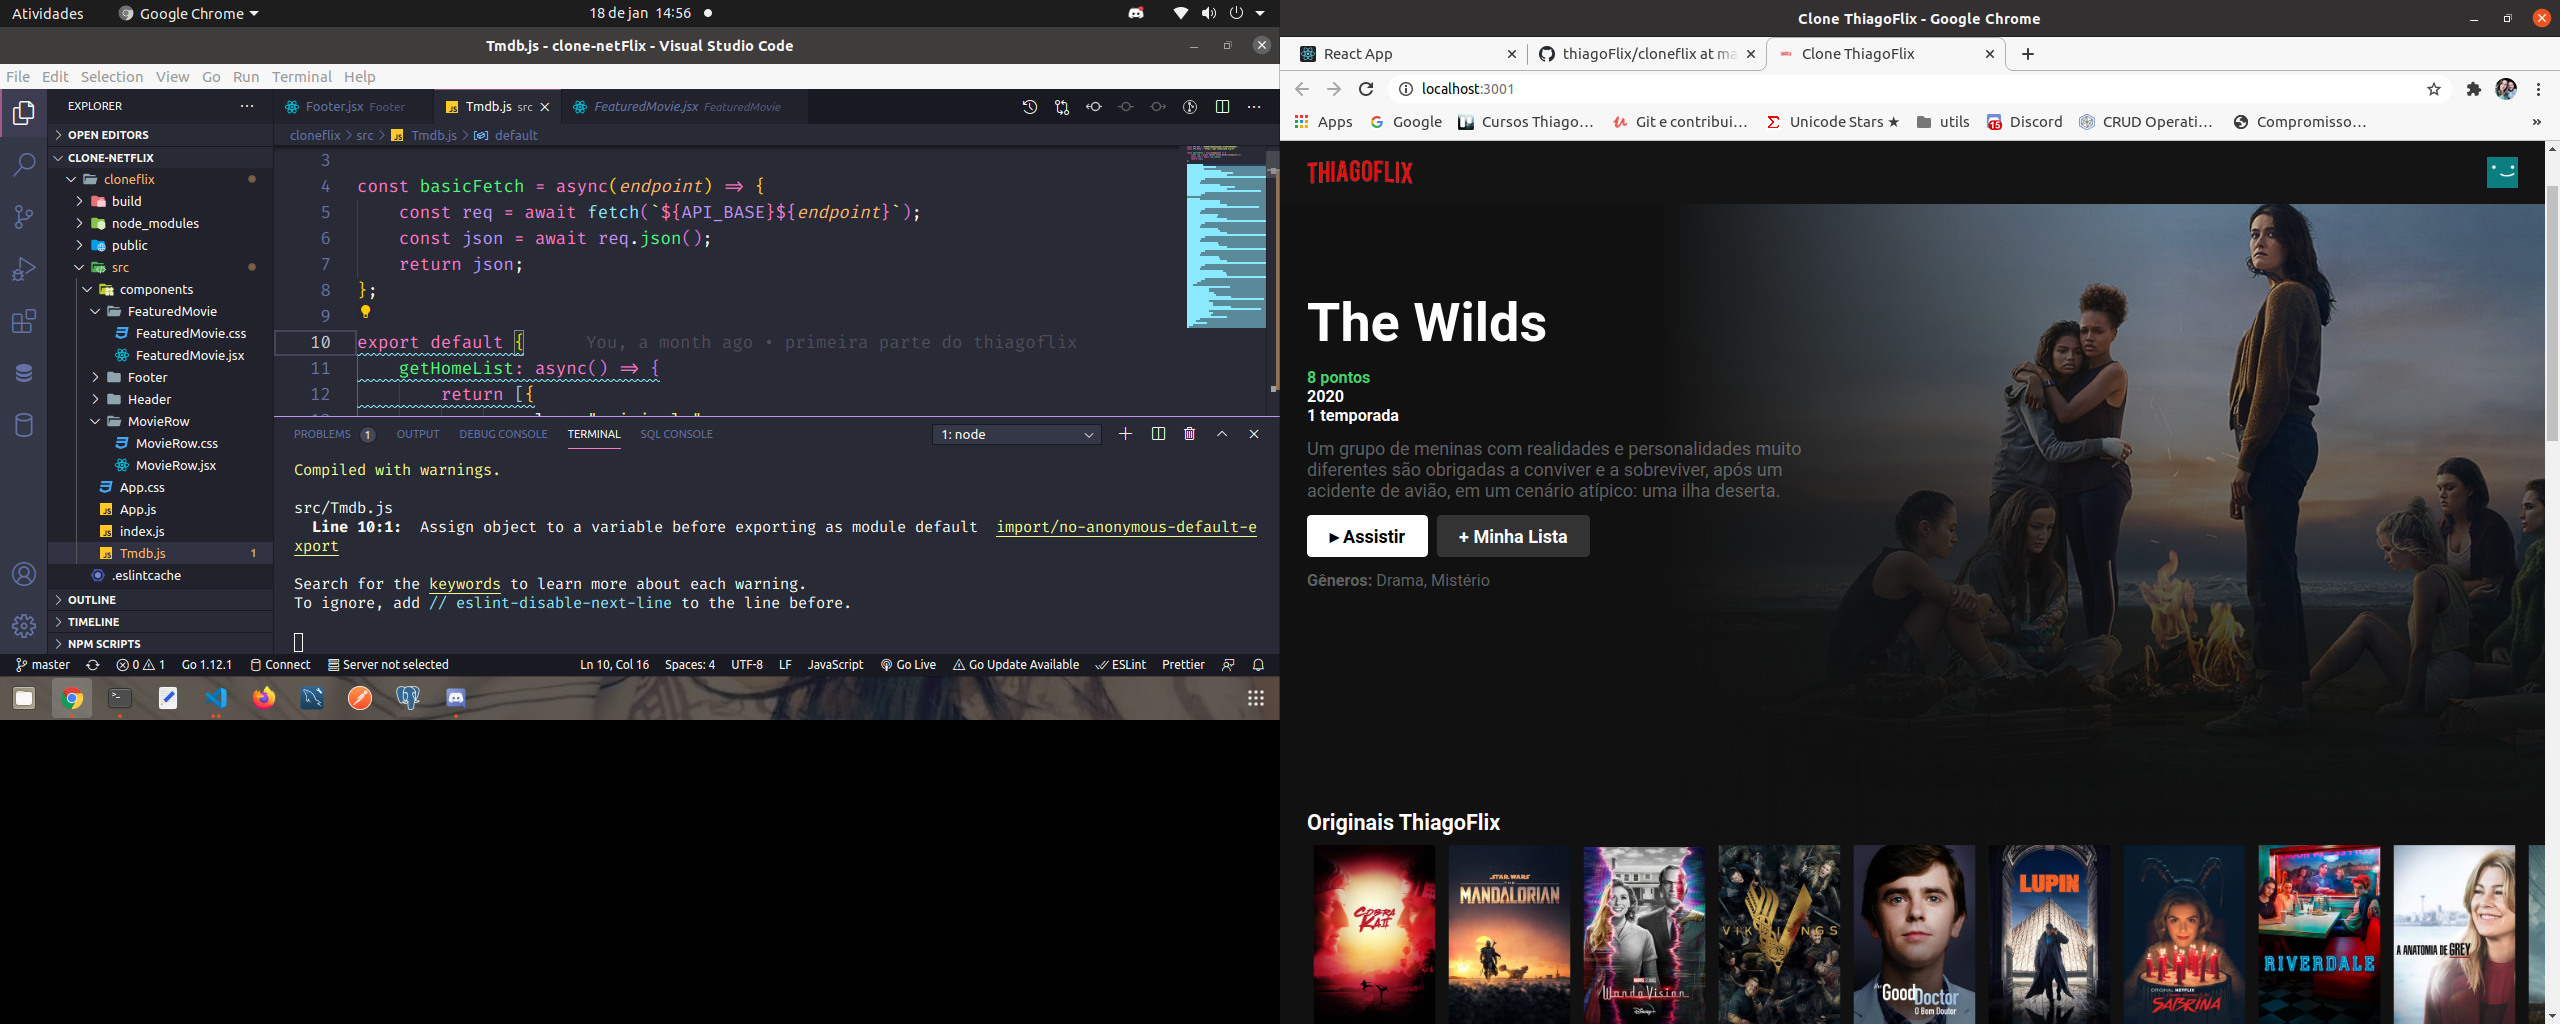 Atividades
Google Chrome
18 de jan 14:56
Tmdb.js - clone-netFlix - Visual Studio Code
File Edit Selection View Go Run Terminal Help
EXPLORER
OPEN EDITORS
CLONE-NETFLIX
cloneflix
build
node_modules
public
src
components
FeaturedMovie
FeaturedMovie.css
FeaturedMovie.jsx
Footer
Header
MovieRow
MovieRow.css
MovieRow.jsx
App.css
App.js
index.js
Tmdb.js 1
.eslintcache
OUTLINE
TIMELINE
NPM SCRIPTS
Footer.jsx Footer
Tmdb.js src
FeaturedMovie.jsx FeaturedMovie
cloneflix > src > Tmdb.js > default
3
4 const basicFetch = async(endpoint) => {
5 const req = await fetch(`${API_BASE}${endpoint}`);
6 const json = await req.json();
7 return json;
8 };
9
10 export default { You, a month ago • primeira parte do thiagoflix
11 getHomeList: async() => {
12 return [{
PROBLEMS 1 OUTPUT DEBUG CONSOLE TERMINAL SQL CONSOLE
1: node
Compiled with warnings.
src/Tmdb.js
Line 10:1: Assign object to a variable before exporting as module default import/no-anonymous-default-e
xport
Search for the keywords to learn more about each warning.
To ignore, add // eslint-disable-next-line to the line before.
master 0 1 Go 1.12.1 Connect Server not selected Ln 10, Col 16 Spaces: 4 UTF-8 LF JavaScript Go Live Go Update Available ESLint Prettier
Clone ThiagoFlix - Google Chrome
React App
thiagoFlix/cloneflix at ma
Clone ThiagoFlix
localhost:3001
Apps Google Cursos Thiago... Git e contribui... Unicode Stars ★ utils 15 Discord CRUD Operati... Compromisso... »
THIAGOFLIX
The Wilds
8 pontos
2020
1 temporada
Um grupo de meninas com realidades e personalidades muito
diferentes são obrigadas a conviver e a sobreviver, após um
acidente de avião, em um cenário atípico: uma ilha deserta.
► Assistir
+ Minha Lista
Gêneros: Drama, Mistério
Originais ThiagoFlix
COBRA KAI
STAR WARS
THE MANDALORIAN
MARVEL STUDIOS
WandaVision
Disney+
VIKINGS
the Good Doctor
O Bom Doutor
LUPIN
ORIGINAL NETFLIX
SABRINA
RIVERDALE
A ANATOMIA DE GREY